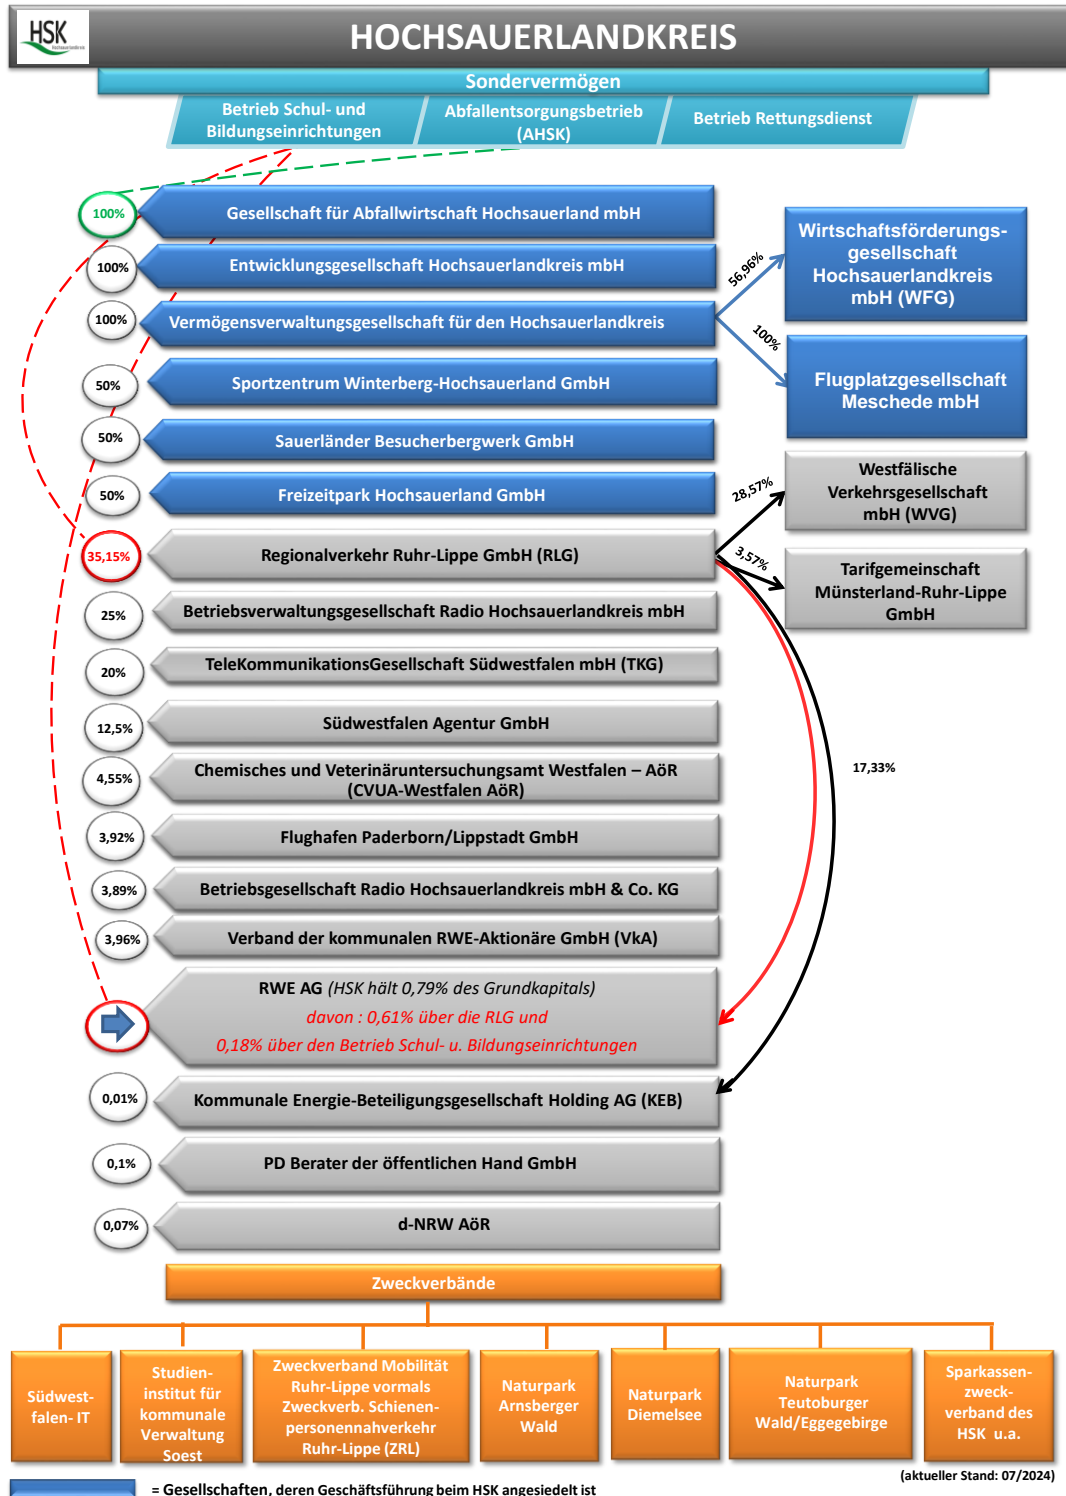 HSK
Hochsauerlandkreis
HOCHSAUERLANDKREIS
Sondervermögen
Betrieb Schul- und
Bildungseinrichtungen
Abfallentsorgungsbetrieb
(AHSK)
Betrieb Rettungsdienst
100%
Gesellschaft für Abfallwirtschaft Hochsauerland mbH
100%
Entwicklungsgesellschaft Hochsauerlandkreis mbH
100%
Vermögensverwaltungsgesellschaft für den Hochsauerlandkreis
56,96%
Wirtschaftsförderungs-
gesellschaft
Hochsauerlandkreis
mbH (WFG)
100%
Flugplatzgesellschaft
Meschede mbH
50%
Sportzentrum Winterberg-Hochsauerland GmbH
50%
Sauerländer Besucherbergwerk GmbH
50%
Freizeitpark Hochsauerland GmbH
35,15%
Regionalverkehr Ruhr-Lippe GmbH (RLG)
28,57%
Westfälische
Verkehrsgesellschaft
mbH (WVG)
3,57%
Tarifgemeinschaft
Münsterland-Ruhr-Lippe
GmbH
17,33%
25%
Betriebsverwaltungsgesellschaft Radio Hochsauerlandkreis mbH
20%
TeleKommunikationsGesellschaft Südwestfalen mbH (TKG)
12,5%
Südwestfalen Agentur GmbH
4,55%
Chemisches und Veterinäruntersuchungsamt Westfalen – AöR
(CVUA-Westfalen AöR)
3,92%
Flughafen Paderborn/Lippstadt GmbH
3,89%
Betriebsgesellschaft Radio Hochsauerlandkreis mbH & Co. KG
3,96%
Verband der kommunalen RWE-Aktionäre GmbH (VkA)
RWE AG (HSK hält 0,79% des Grundkapitals)
davon : 0,61% über die RLG und
0,18% über den Betrieb Schul- u. Bildungseinrichtungen
0,01%
Kommunale Energie-Beteiligungsgesellschaft Holding AG (KEB)
0,1%
PD Berater der öffentlichen Hand GmbH
0,07%
d-NRW AöR
Zweckverbände
Südwest-
falen- IT
Studien-
institut für
kommunale
Verwaltung
Soest
Zweckverband Mobilität
Ruhr-Lippe vormals
Zweckverb. Schienen-
personennahverkehr
Ruhr-Lippe (ZRL)
Naturpark
Arnsberger
Wald
Naturpark
Diemelsee
Naturpark
Teutoburger
Wald/Eggegebirge
Sparkassen-
zweck-
verband des
HSK u.a.
(aktueller Stand: 07/2024)
= Gesellschaften, deren Geschäftsführung beim HSK angesiedelt ist